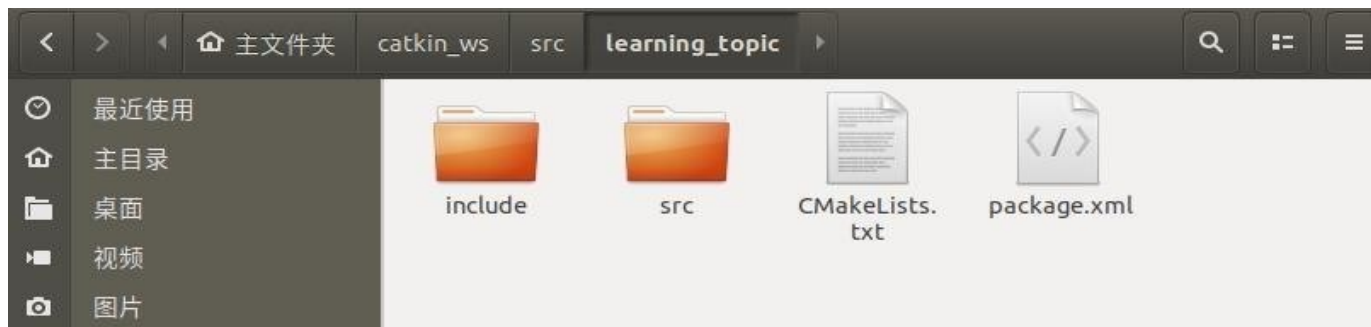 主文件夹 catkin_ws src learning_topic
最近使用
主目录
桌面
视频
图片
include src CMakeLists. package.xml
txt